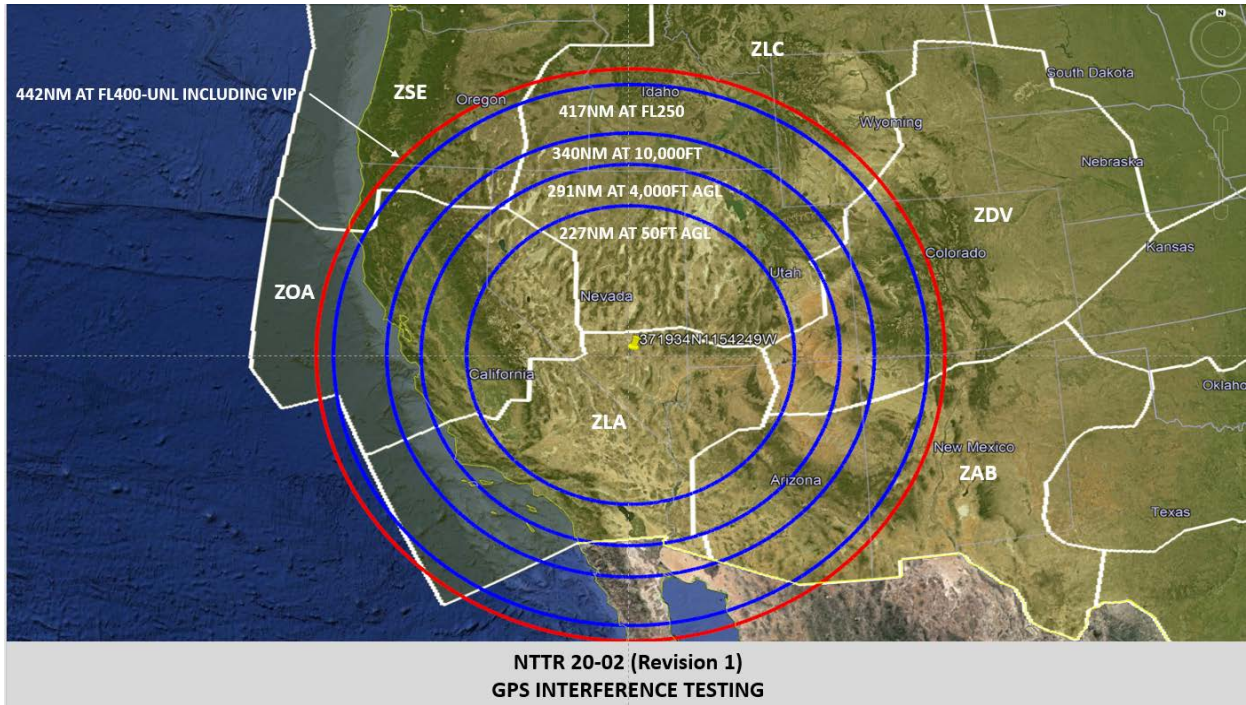 N
ZLC
South Dakota
442NM AT FL400-UNL INCLUDING VIP
ZSE
Oregon
Idaho
417NM AT FL250
Wyoming
340NM AT 10,000FT
Nebraska
291NM AT 4,000FT AGL
ZDV
227NM AT 50FT AGL
Kansas
Colorado
Utah
ZOA
Nevada
371934N1154249W
California
Oklaho
ZLA
New Mexico
ZAB
Arizona
Texas
NTTR 20-02 (Revision 1)
GPS INTERFERENCE TESTING